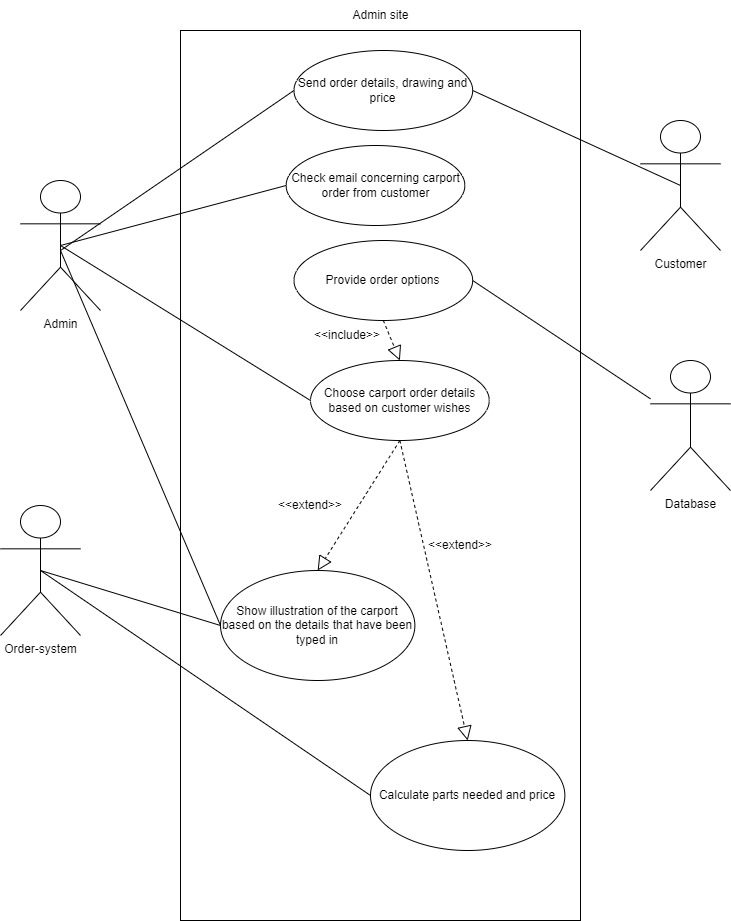 Admin site
Send order details, drawing and
price
Check email concerning carport
order from customer
Customer
Admin
Provide order options
<<include>>
Choose carport order details
based on customer wishes
Database
<<extend>>
<<extend>>
Show illustration of the carport
based on the details that have been
typed in
Order-system
Calculate parts needed and price